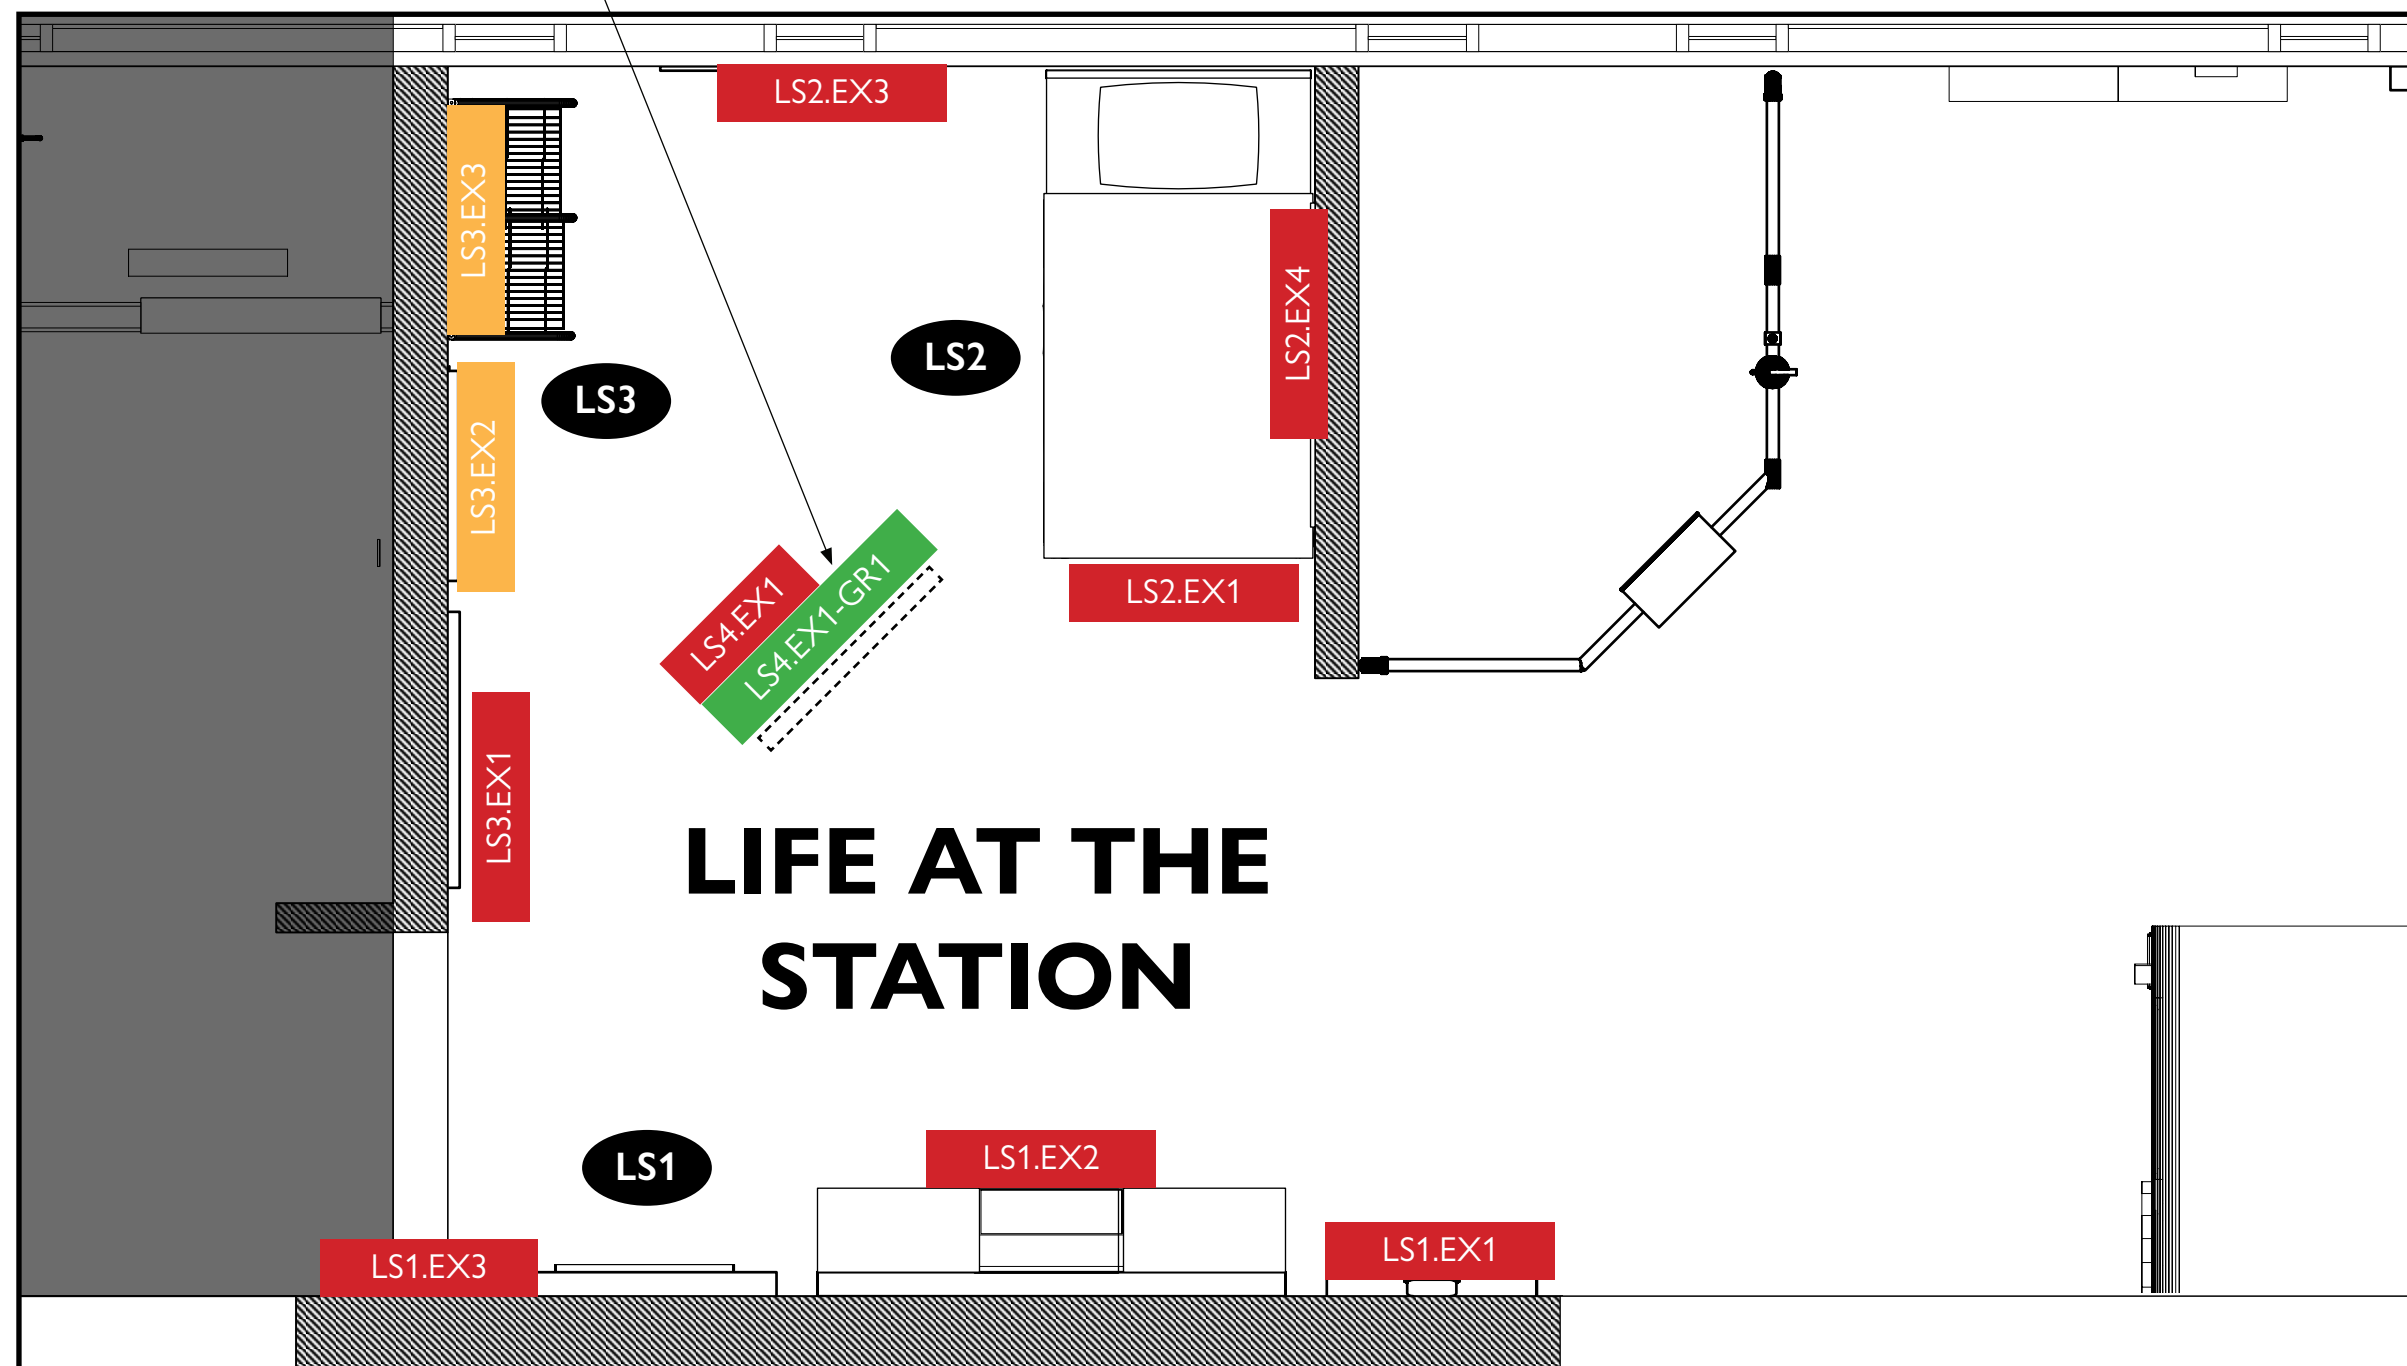 LS2.EX3
LS3.EX3
LS2.EX4
LS2
LS3
LS3.EX2
LS4.EX1
LS4.EX1-GR1
LS2.EX1
LS3.EX1
LIFE AT THE
STATION
LS1
LS1.EX2
LS1.EX3
LS1.EX1